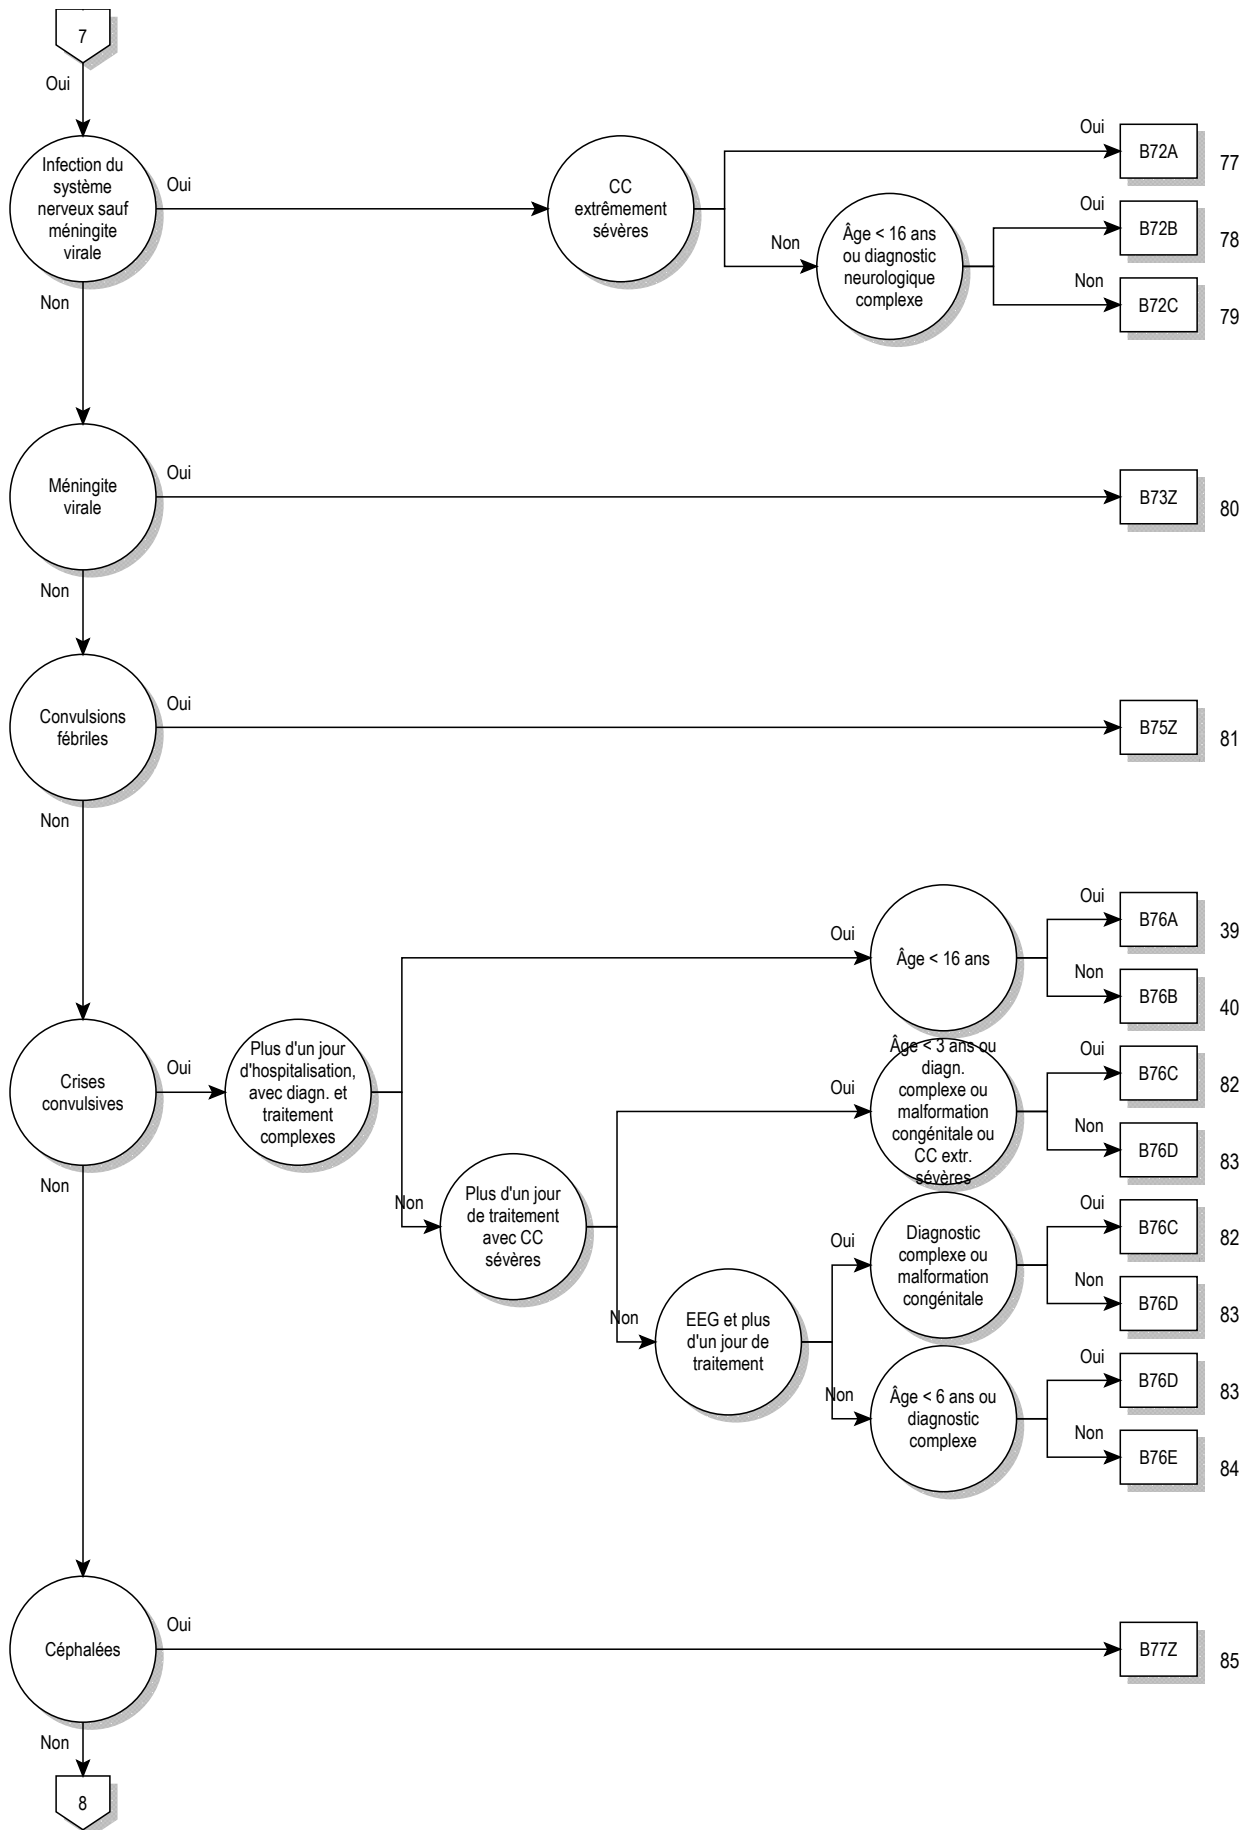 7
Oui
Infection du
système
nerveux sauf
méningite
virale
Oui
CC
extrêmement
sévères
Oui
B72A
77
Non
Âge < 16 ans
ou diagnostic
neurologique
complexe
Oui
B72B
78
Non
B72C
79
Non
Méningite
virale
Oui
B73Z
80
Non
Convulsions
fébriles
Oui
B75Z
81
Non
Crises
convulsives
Oui
Plus d'un jour
d'hospitalisation,
avec diagn. et
traitement
complexes
Oui
Âge < 16 ans
Oui
B76A
39
Non
B76B
40
Non
Plus d'un jour
de traitement
avec CC
sévères
Oui
Âge < 3 ans ou
diagn.
complexe ou
malformation
congénitale ou
CC extr.
sévères
Oui
B76C
82
Non
B76D
83
Non
EEG et plus
d'un jour de
traitement
Oui
Diagnostic
complexe ou
malformation
congénitale
Oui
B76C
82
Non
B76D
83
Non
Âge < 6 ans ou
diagnostic
complexe
Oui
B76D
83
Non
B76E
84
Non
Céphalées
Oui
B77Z
85
Non
8